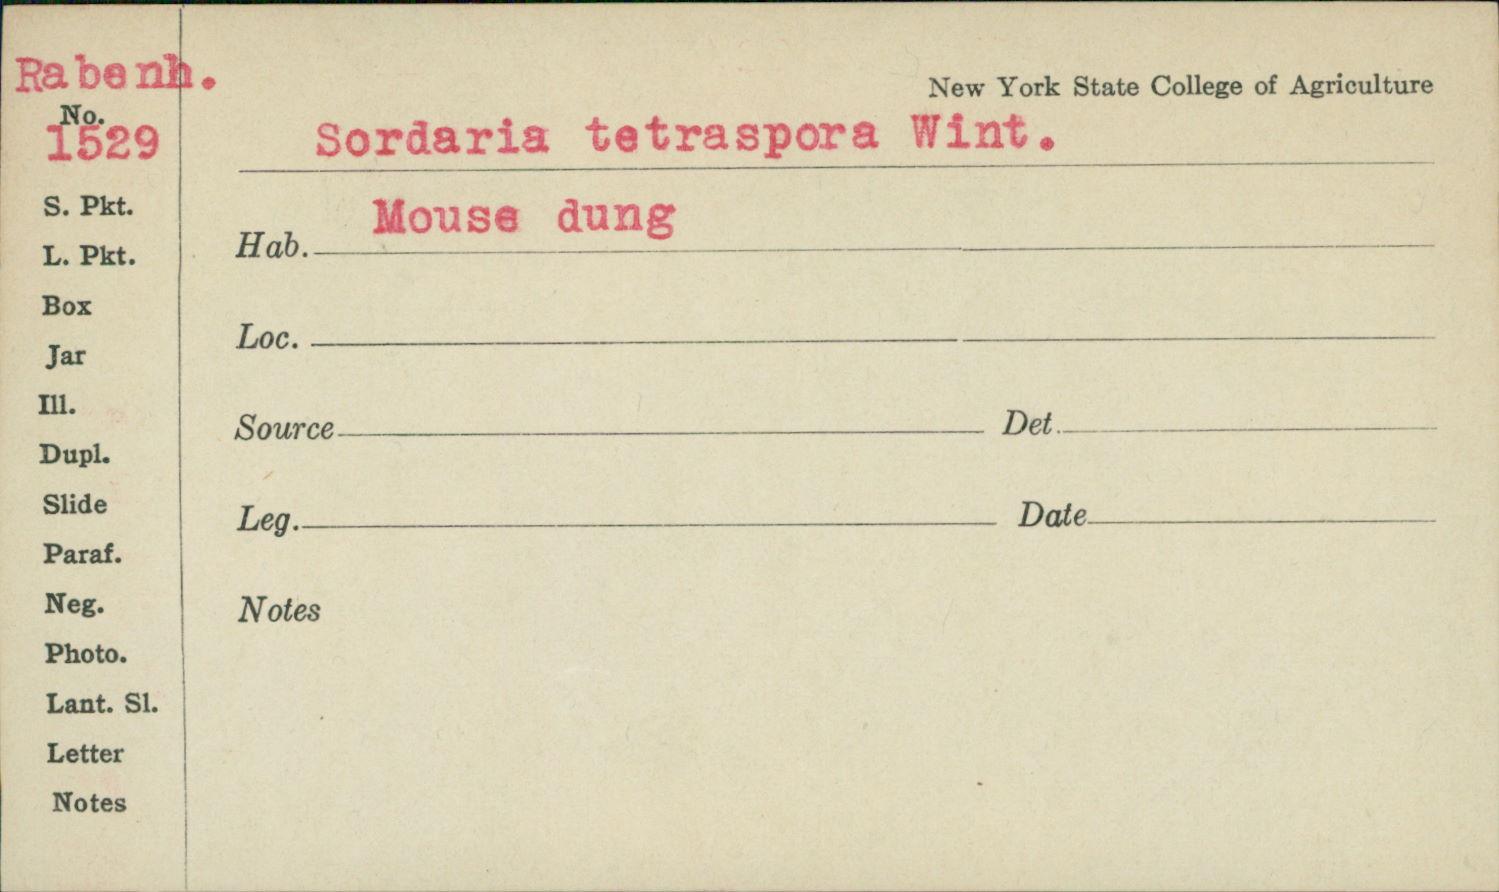 Rabenh.
No.
1529
S. Pkt.
L. Pkt.
Box
Jar
Ill.
Dupl.
Slide
Paraf.
Neg.
Photo.
Lant. Sl.
Letter
Notes
New York State College of Agriculture
Sordaria tetraspora Wint.
Hab. Mouse dung
Loc.
Source Det.
Leg. Date
Notes